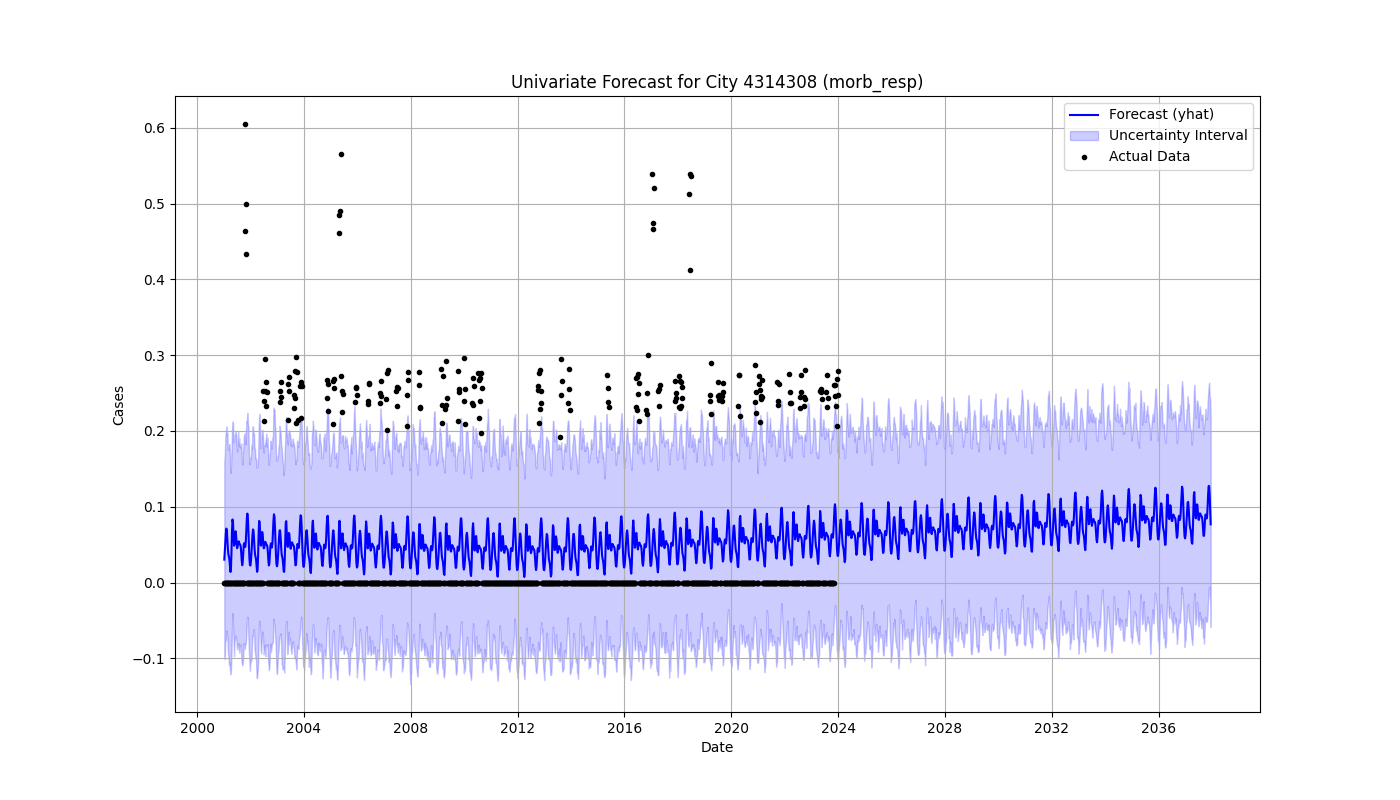 Univariate Forecast for City 4314308 (morb_resp)
Forecast (yhat)
Uncertainty Interval
Actual Data
Cases
0.6
0.5
0.4
0.3
0.2
0.1
0.0
−0.1
2000 2004 2008 2012 2016 2020 2024 2028 2032 2036
Date